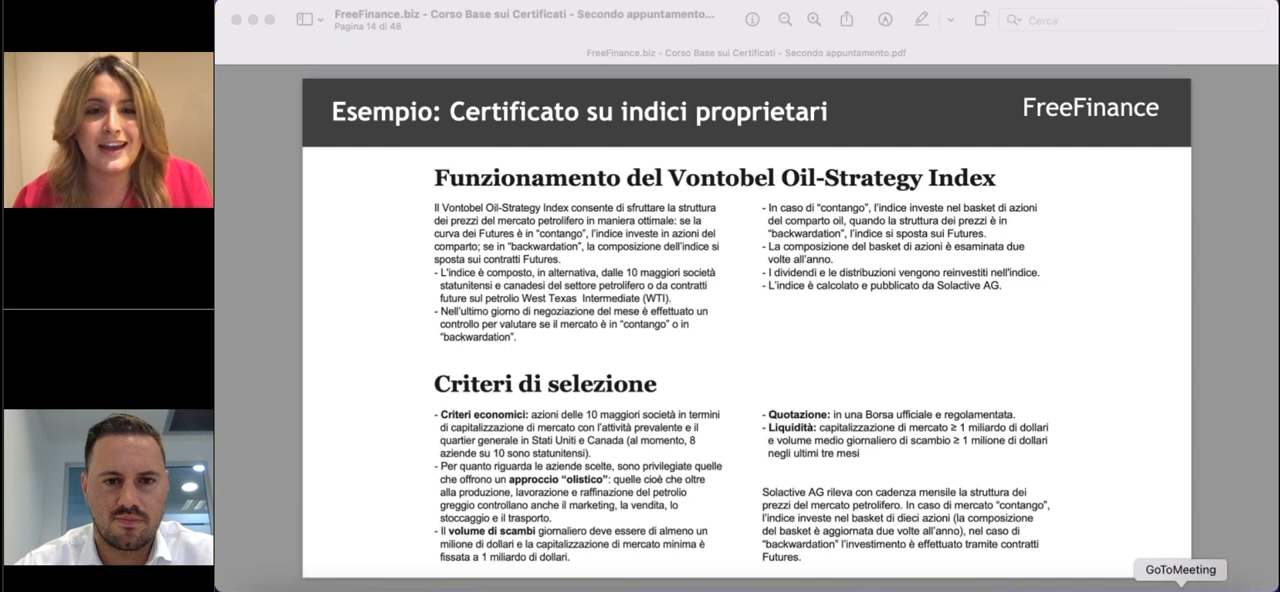 FreeFinance.biz - Corso Base sui Certificati - Secondo appuntamento...
Pagina 14 di 48
Cerca
FreeFinance.biz - Corso Base sui Certificati - Secondo appuntamento.pdf
Esempio: Certificato su indici proprietari
FreeFinance
Funzionamento del Vontobel Oil-Strategy Index
Il Vontobel Oil-Strategy Index consente di sfruttare la struttura
dei prezzi del mercato petrolifero in maniera ottimale: se la
curva dei Futures è in “contango”, l’indice investe in azioni del
comparto; se in “backwardation”, la composizione dell’indice si
sposta sui contratti Futures.
- L’indice è composto, in alternativa, dalle 10 maggiori società
statunitensi e canadesi del settore petrolifero o da contratti
future sul petrolio West Texas Intermediate (WTI).
- Nell’ultimo giorno di negoziazione del mese è effettuato un
controllo per valutare se il mercato è in “contango” o in
“backwardation”.
- In caso di “contango”, l’indice investe nel basket di azioni
del comparto oil, quando la struttura dei prezzi è in
“backwardation”, l’indice si sposta sui Futures.
- La composizione del basket di azioni è esaminata due
volte all’anno.
- I dividendi e le distribuzioni vengono reinvestiti nell’indice.
- L’indice è calcolato e pubblicato da Solactive AG.
Criteri di selezione
- Criteri economici: azioni delle 10 maggiori società in termini
di capitalizzazione di mercato con l’attività prevalente e il
quartier generale in Stati Uniti e Canada (al momento, 8
aziende su 10 sono statunitensi).
- Per quanto riguarda le aziende scelte, sono privilegiate quelle
che offrono un approccio “olistico”: quelle cioè che oltre
alla produzione, lavorazione e raffinazione del petrolio
greggio controllano anche il marketing, la vendita, lo
stoccaggio e il trasporto.
- Il volume di scambi giornaliero deve essere di almeno un
milione di dollari e la capitalizzazione di mercato minima è
fissata a 1 miliardo di dollari.
- Quotazione: in una Borsa ufficiale e regolamentata.
- Liquidità: capitalizzazione di mercato ≥ 1 miliardo di dollari
e volume medio giornaliero di scambio ≥ 1 milione di dollari
negli ultimi tre mesi
Solactive AG rileva con cadenza mensile la struttura dei
prezzi del mercato petrolifero. In caso di mercato “contango”,
l’indice investe nel basket di dieci azioni (la composizione
del basket è aggiornata due volte all’anno), nel caso di
“backwardation” l’investimento è effettuato tramite contratti
Futures.
GoToMeeting